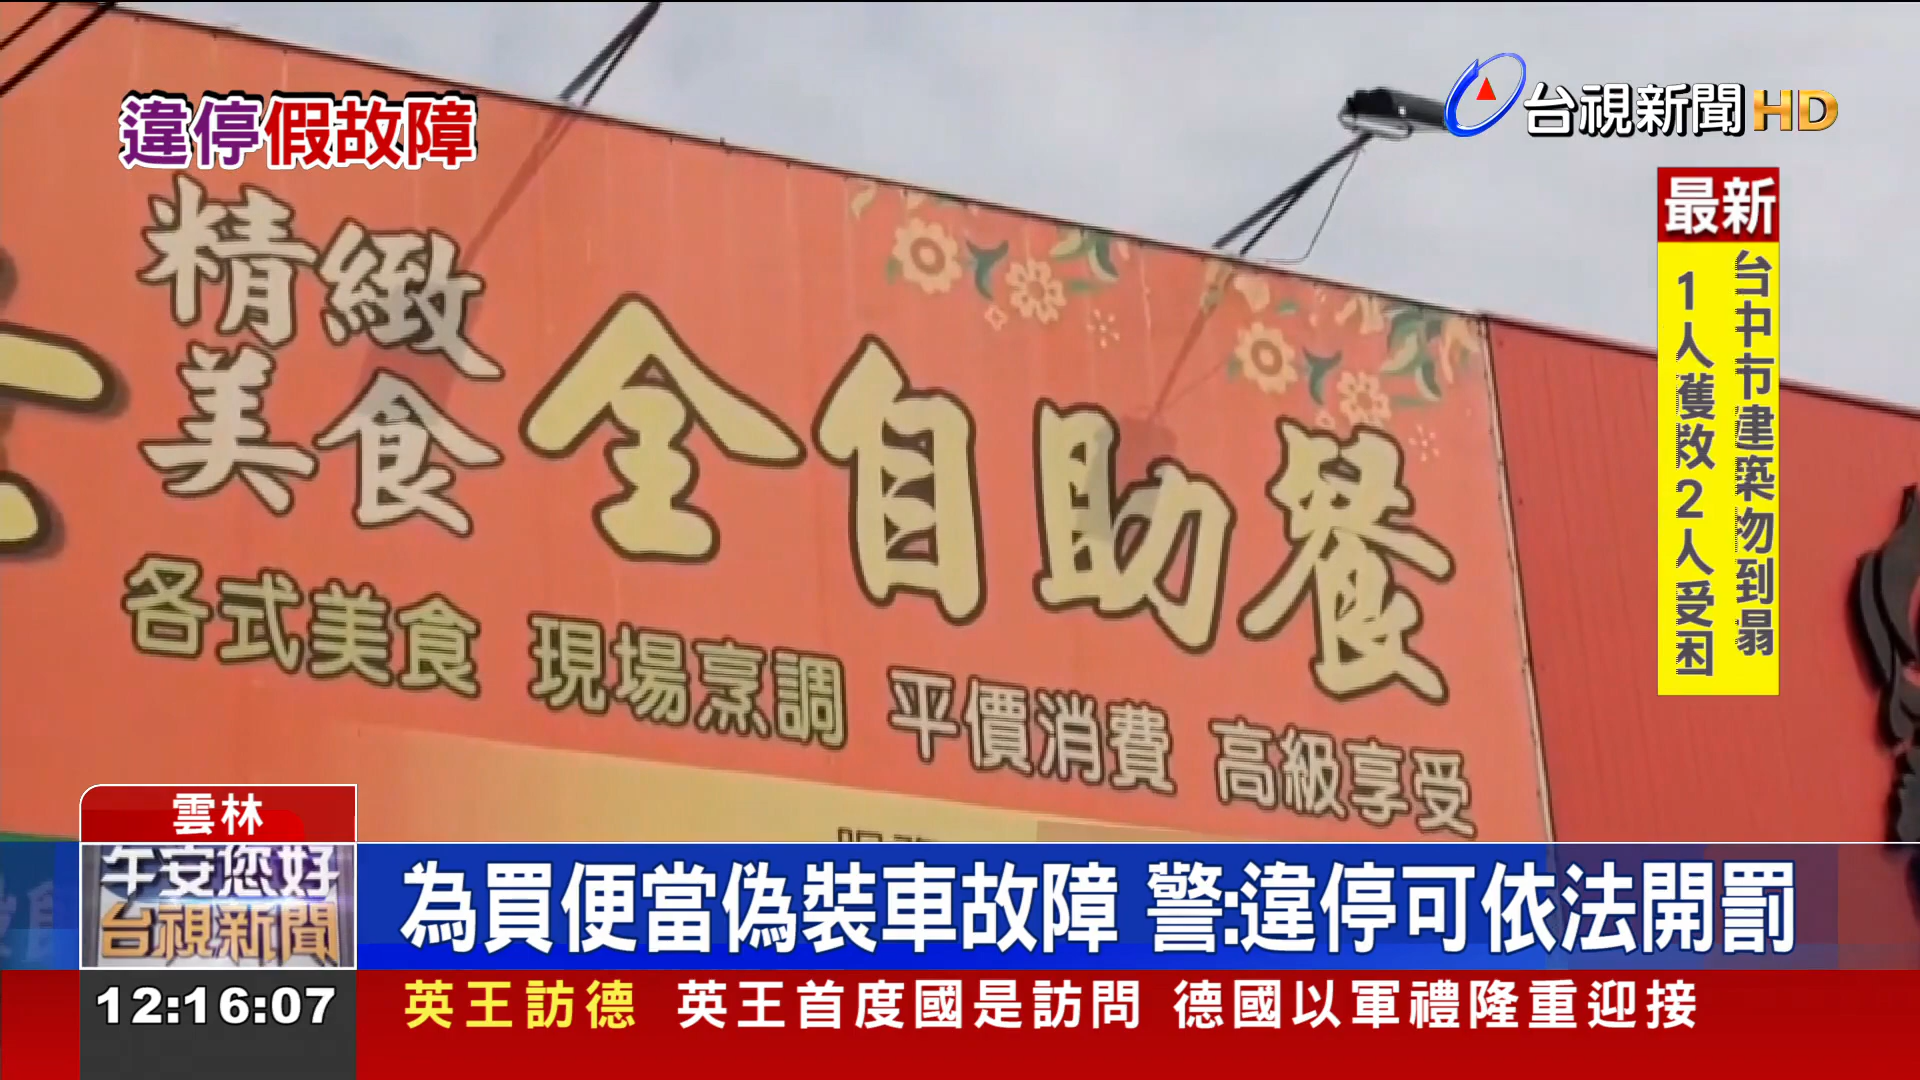 違停假故障
台視新聞HD
最新
台中市建築物倒塌
1人獲救2人受困
精緻
美食
全自助餐
各式美食 現場烹調 平價消費 高級享受
雲林
午安您好
台視新聞
為買便當偽裝車故障 警:違停可依法開罰
12:16:07
英王訪德 英王首度國是訪問 德國以軍禮隆重迎接